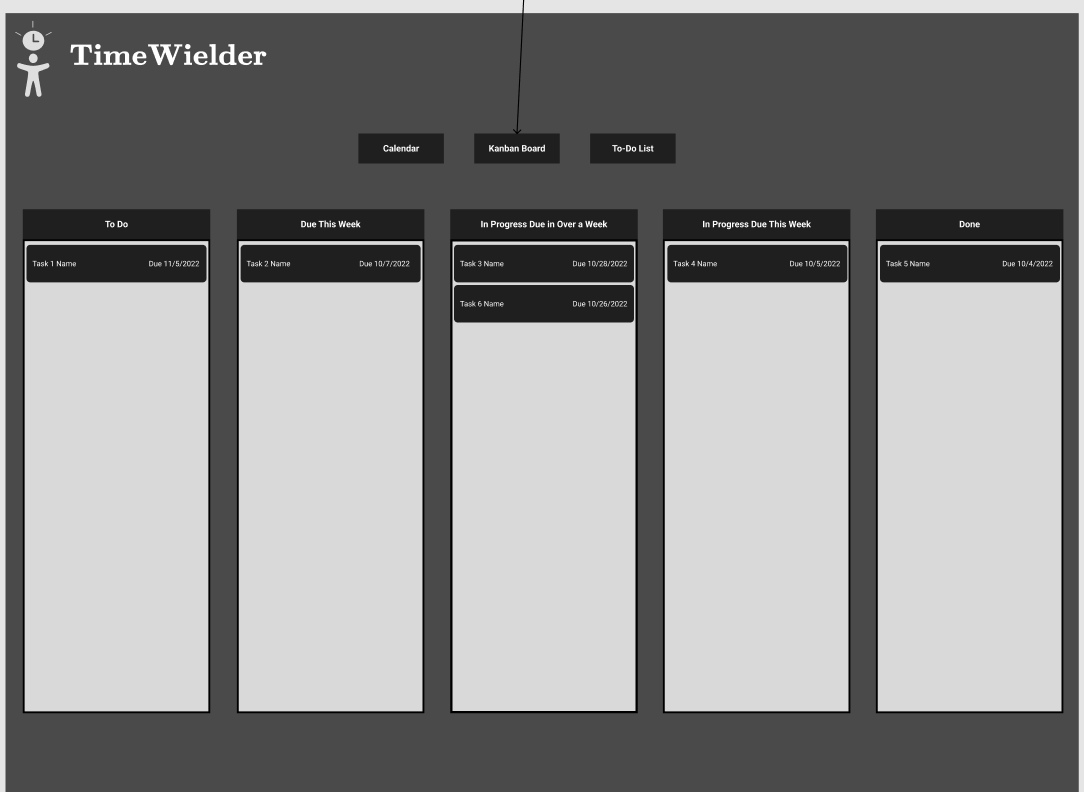 TimeWielder
Calendar
Kanban Board
To-Do List
To Do
Due This Week
In Progress Due in Over a Week
In Progress Due This Week
Done
Task 1 Name
Due 11/5/2022
Task 2 Name
Due 10/7/2022
Task 3 Name
Due 10/28/2022
Task 4 Name
Due 10/5/2022
Task 5 Name
Due 10/4/2022
Task 6 Name
Due 10/26/2022